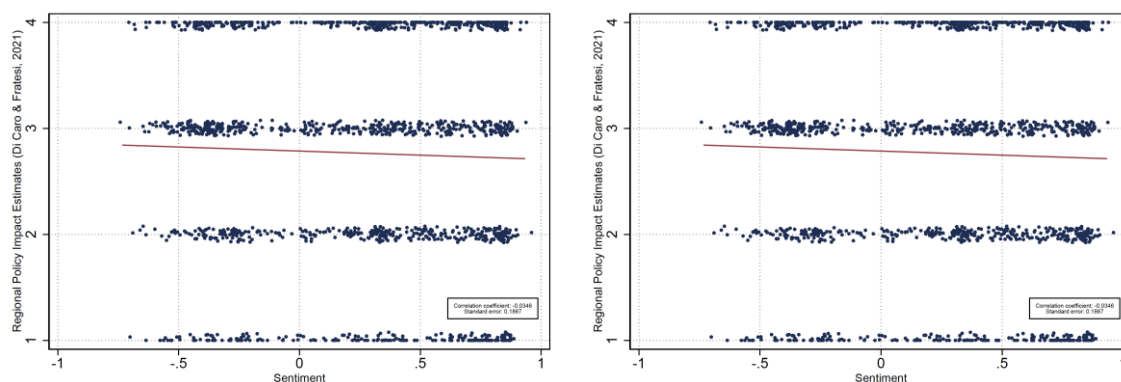 Regional Policy Impact Estimates (Di Caro & Fratesi, 2021)
4
3
2
1
Correlation coefficient: -0.0346
Standard error: 0.1867
-1
-.5
0
.5
1
Sentiment
Regional Policy Impact Estimates (Di Caro & Fratesi, 2021)
4
3
2
1
Correlation coefficient: -0.0346
Standard error: 0.1867
-1
-.5
0
.5
1
Sentiment